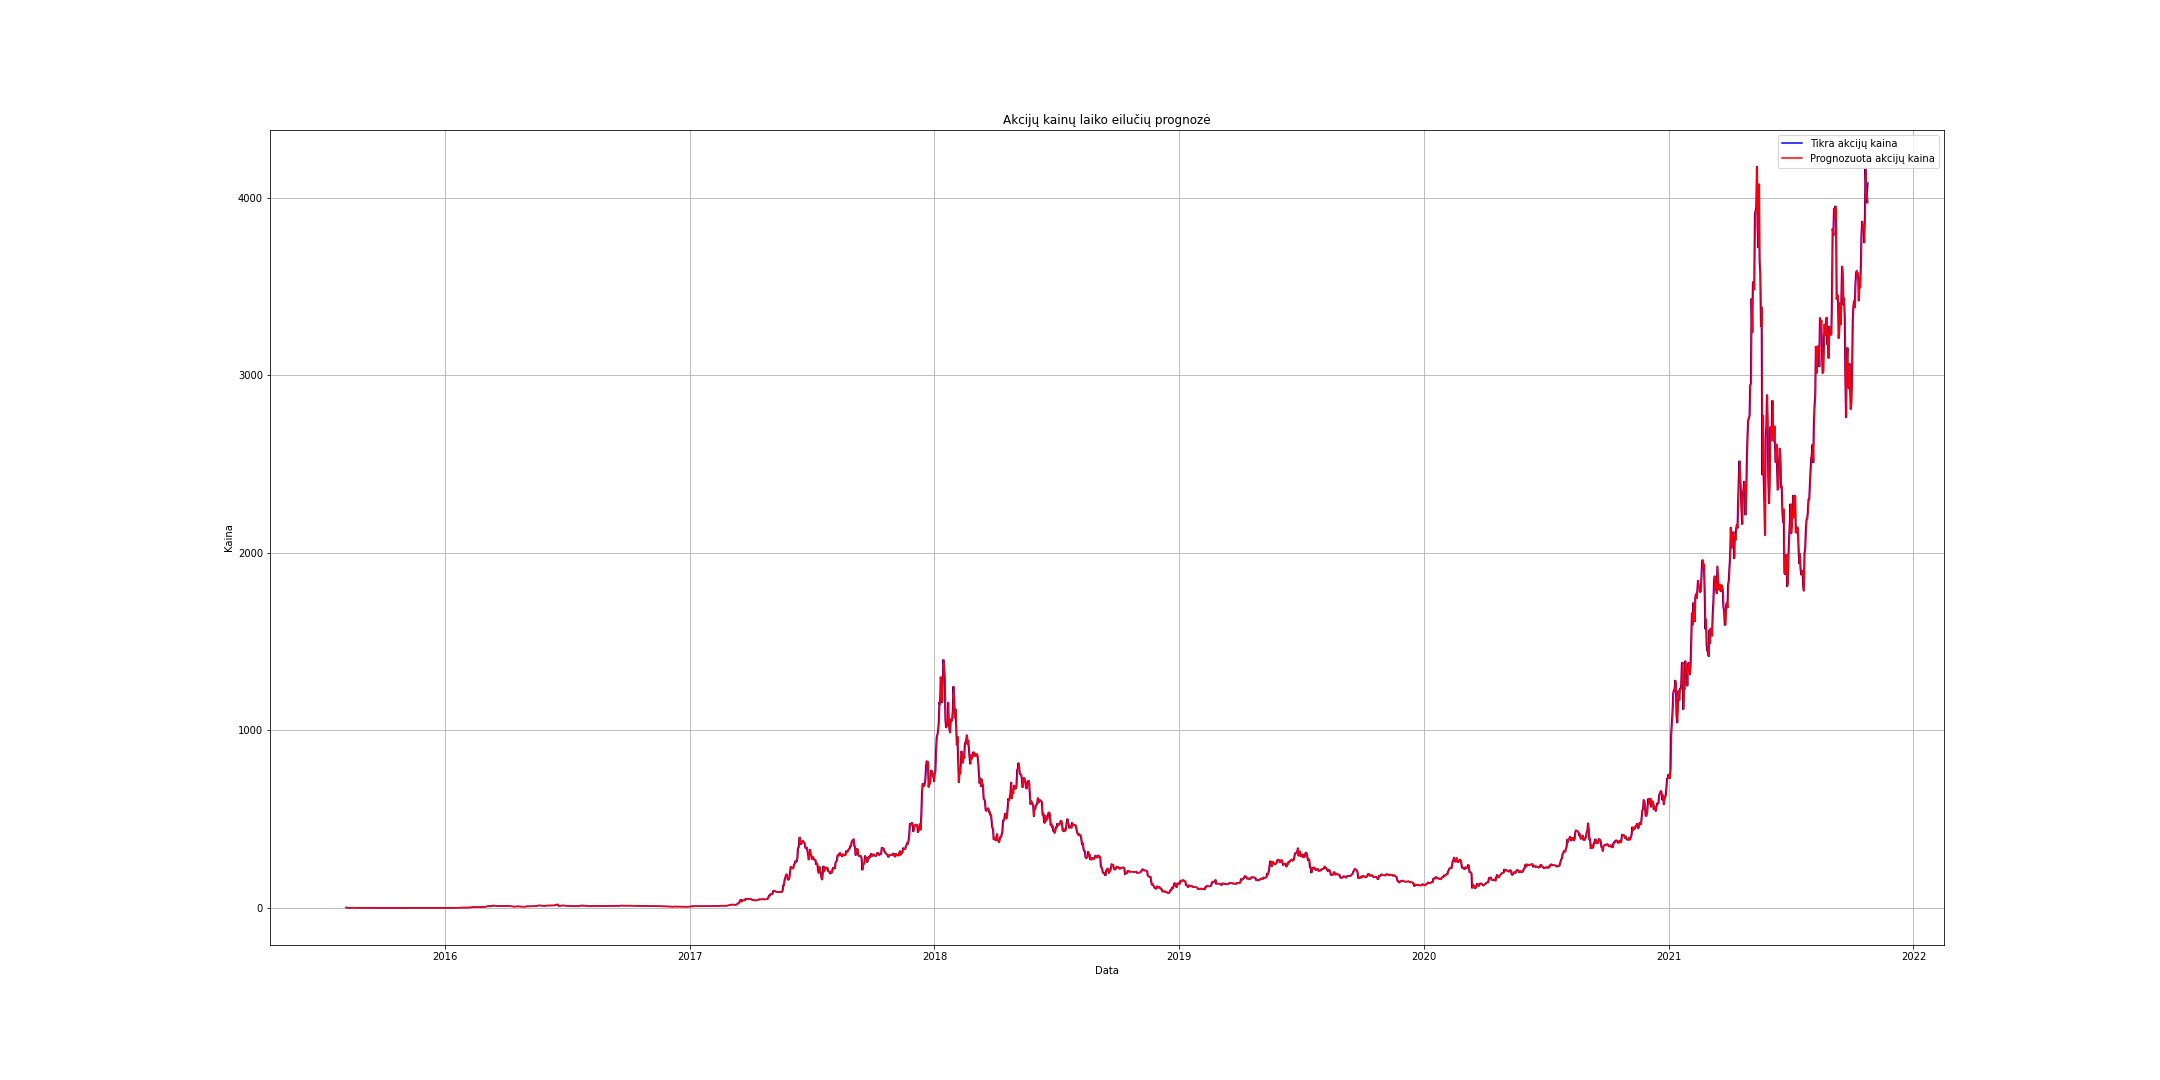 Akcijų kainų laiko eilučių prognozė
Tikra akcijų kaina
Prognozuota akcijų kaina
4000
3000
2000
1000
0
Kaina
2016
2017
2018
2019
2020
2021
2022
Data